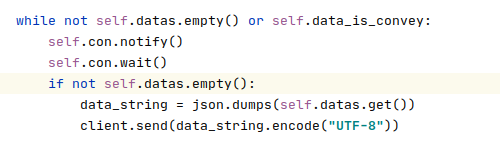 while not self.datas.empty() or self.data_is_convey:
    self.con.notify()
    self.con.wait()
    if not self.datas.empty():
        data_string = json.dumps(self.datas.get())
        client.send(data_string.encode("UTF-8"))